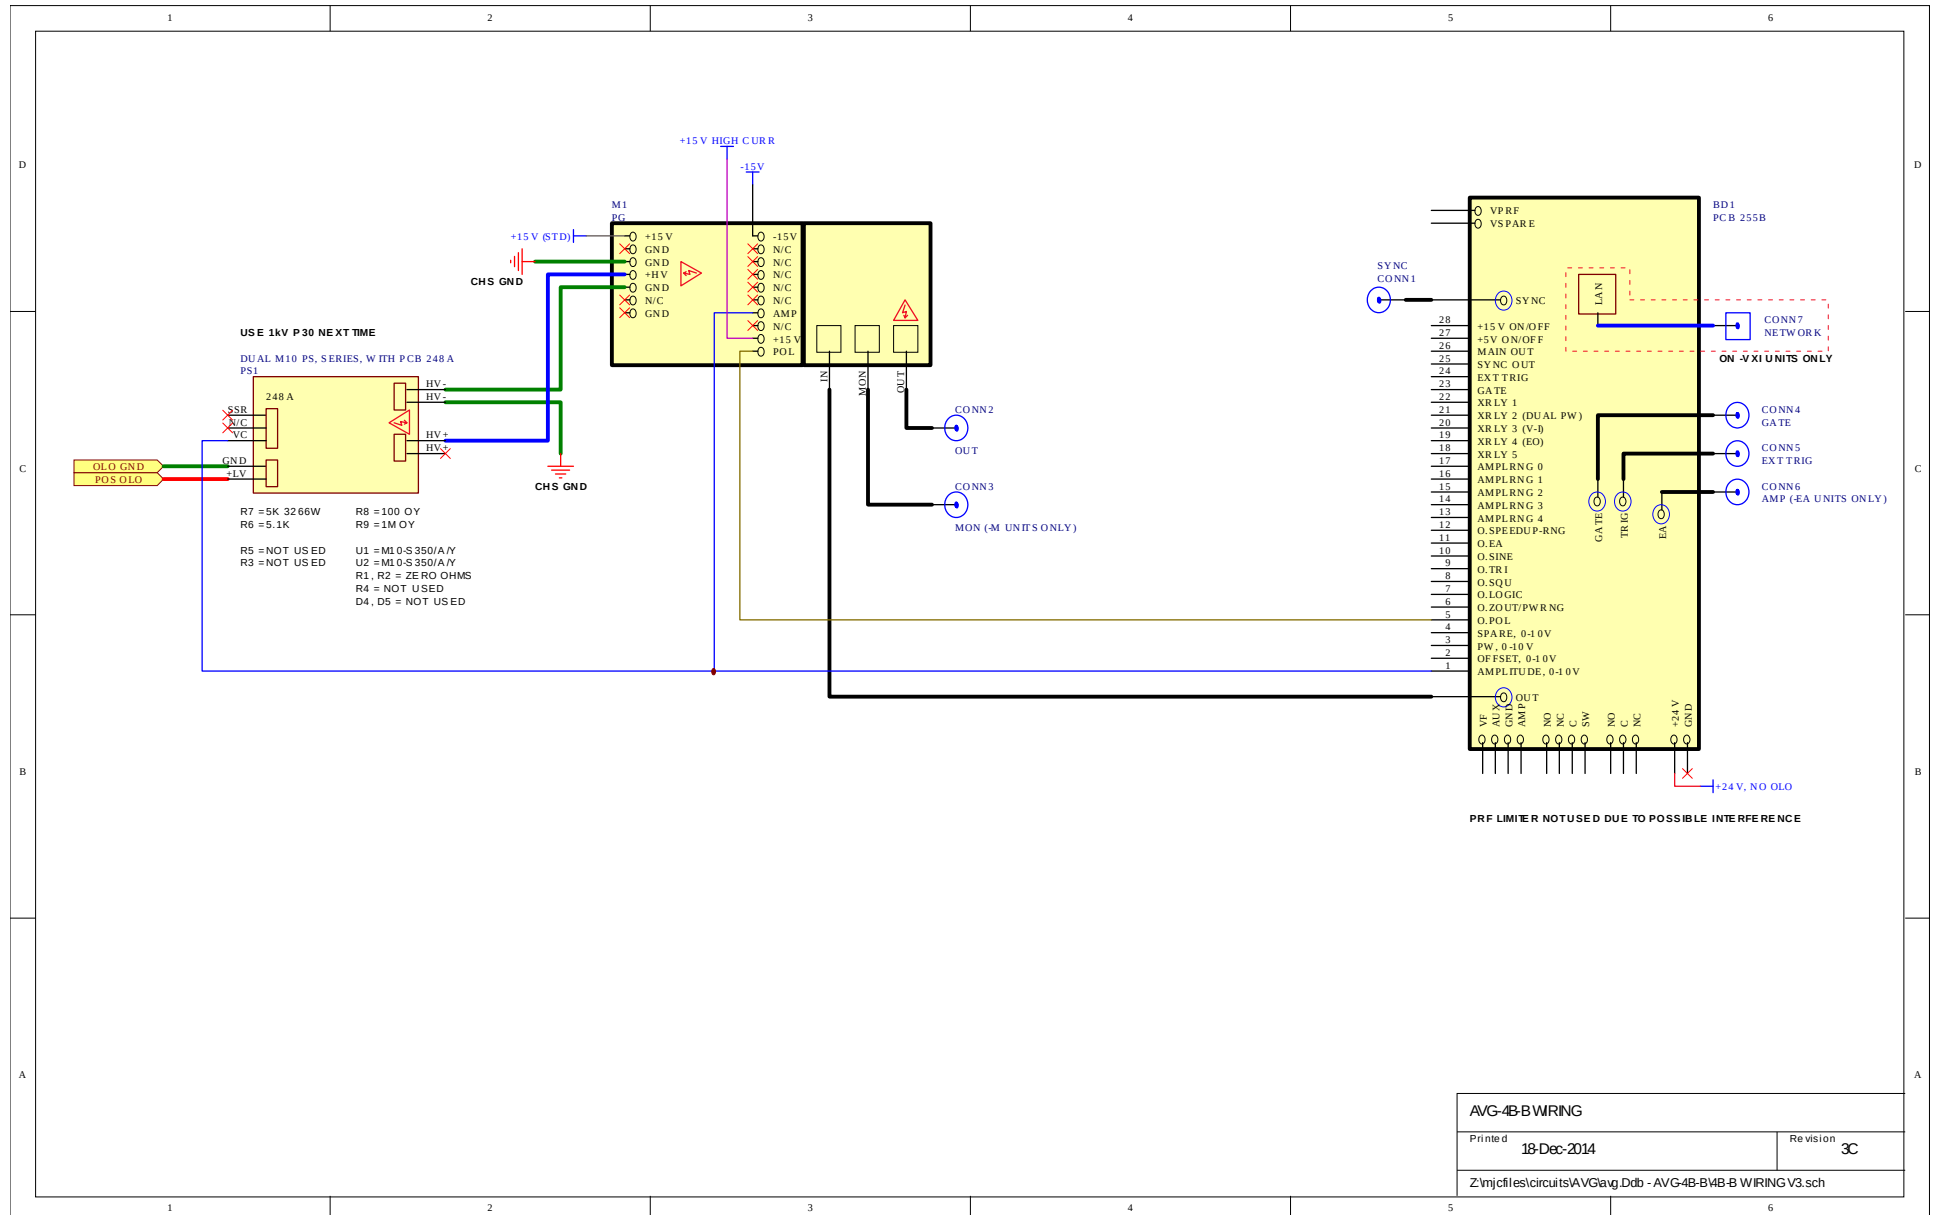 1 2 3 4 5 6
D
D
C
C
B
B
A
A
+15V HIGH CURR
-15V
M1
PG
+15V (STD)
CHS GND
+15V
GND
GND
+HV
GND
N/C
GND
-15V
N/C
N/C
N/C
N/C
N/C
AMP
N/C
+15V
POL
IN
MON
OUT
CONN2
OUT
CONN3
MON (-M UNITS ONLY)
USE 1kV P30 NEXT TIME
DUAL M10 PS, SERIES, WITH PCB 248A
PS1
248A
SSR
N/C
VC
GND
+LV
HV-
HV-
HV+
HV+
OLO GND
POS OLO
CHS GND
R7 = 5K 3266W
R6 = 5.1K
R5 = NOT USED
R3 = NOT USED
R8 = 100 OY
R9 = 1M OY
U1 = M10-S350/A/Y
U2 = M10-S350/A/Y
R1, R2 = ZERO OHMS
R4 = NOT USED
D4, D5 = NOT USED
BD1
PCB 255B
VPRF
VSPARE
SYNC
CONN1
SYNC
LAN
CONN7
NETWORK
ON -VXI UNITS ONLY
28 +15V ON/OFF
27 +5V ON/OFF
26 MAIN OUT
25 SYNC OUT
24 EXT TRIG
23 GATE
22 XRLY 1
21 XRLY 2 (DUAL PW)
20 XRLY 3 (V-I)
19 XRLY 4 (EO)
18 XRLY 5
17 AMPLRNG 0
16 AMPLRNG 1
15 AMPLRNG 2
14 AMPLRNG 3
13 AMPLRNG 4
12 O.SPEEDUP-RNG
11 O.EA
10 O.SINE
9 O.TRI
8 O.SQU
7 O.LOGIC
6 O.ZOUT/PWRNG
5 O.POL
4 SPARE, 0-10V
3 PW, 0-10V
2 OFFSET, 0-10V
1 AMPLITUDE, 0-10V
CONN4
GATE
CONN5
EXT TRIG
CONN6
AMP (-EA UNITS ONLY)
GATE
TRIG
EA
OUT
VF
AUX
GND
AMP
NO
NC
C
SW
NO
C
NC
+24V
GND
+24V, NO OLO
PRF LIMITER NOT USED DUE TO POSSIBLE INTERFERENCE
AVG-4B-B WIRING
Printed 18-Dec-2014
Revision 3C
Z:\mjcfiles\circuits\AVG\avg.Ddb - AVG-4B-B\4B-B WIRING V3.sch
1 2 3 4 5 6